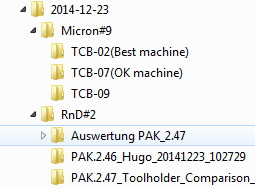 2014-12-23
Micron#9
TCB-02(Best machine)
TCB-07(OK machine)
TCB-09
RnD#2
Auswertung PAK_2.47
PAK.2.46_Hugo_20141223_102729
PAK.2.47_Toolholder_Comparison_